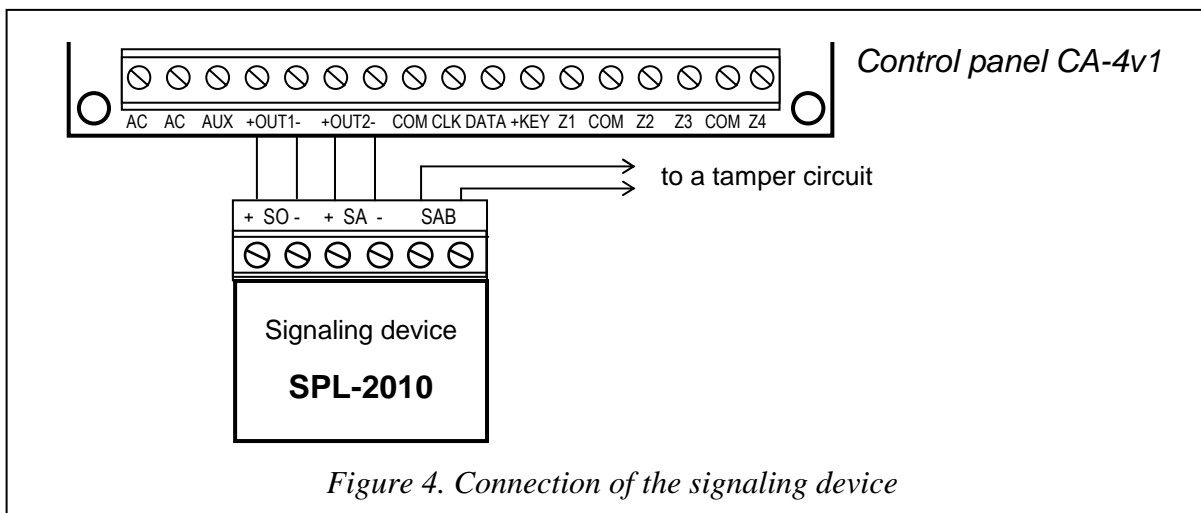 Control panel CA-4v1
AC AC AUX +OUT1- +OUT2- COM CLK DATA +KEY Z1 COM Z2 Z3 COM Z4
to a tamper circuit
+ SO - + SA - SAB
Signaling device
SPL-2010
Figure 4. Connection of the signaling device